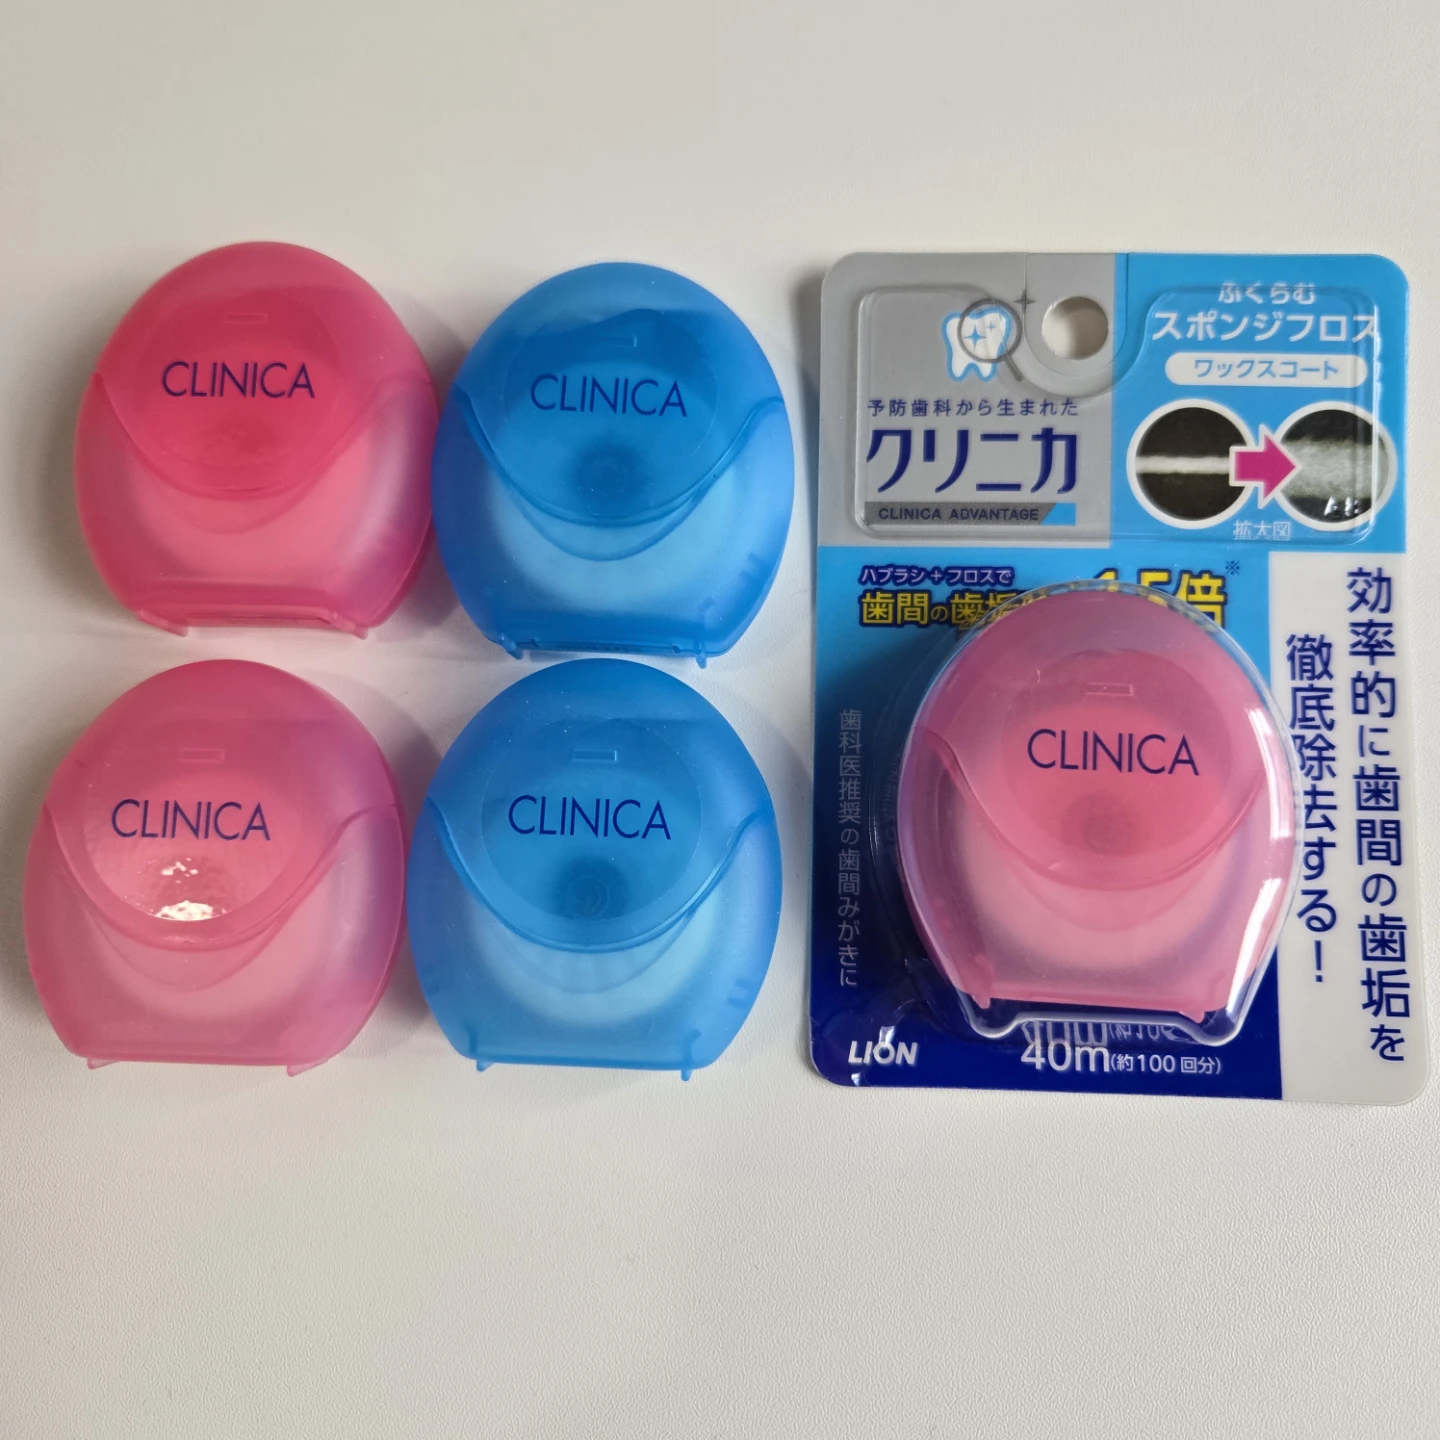 CLINICA
CLINICA
CLINICA
CLINICA
ふくらむ
スポンジフロス
ワックスコート
拡大図
予防歯科から生まれた
クリニカ
CLINICA ADVANTAGE
ハブラシ+フロスで
歯間の歯垢
1.5倍※
効率的に歯間の歯垢を
徹底除去する!
歯科医推奨の歯間みがきに
CLINICA
LION
40m(約100回分)